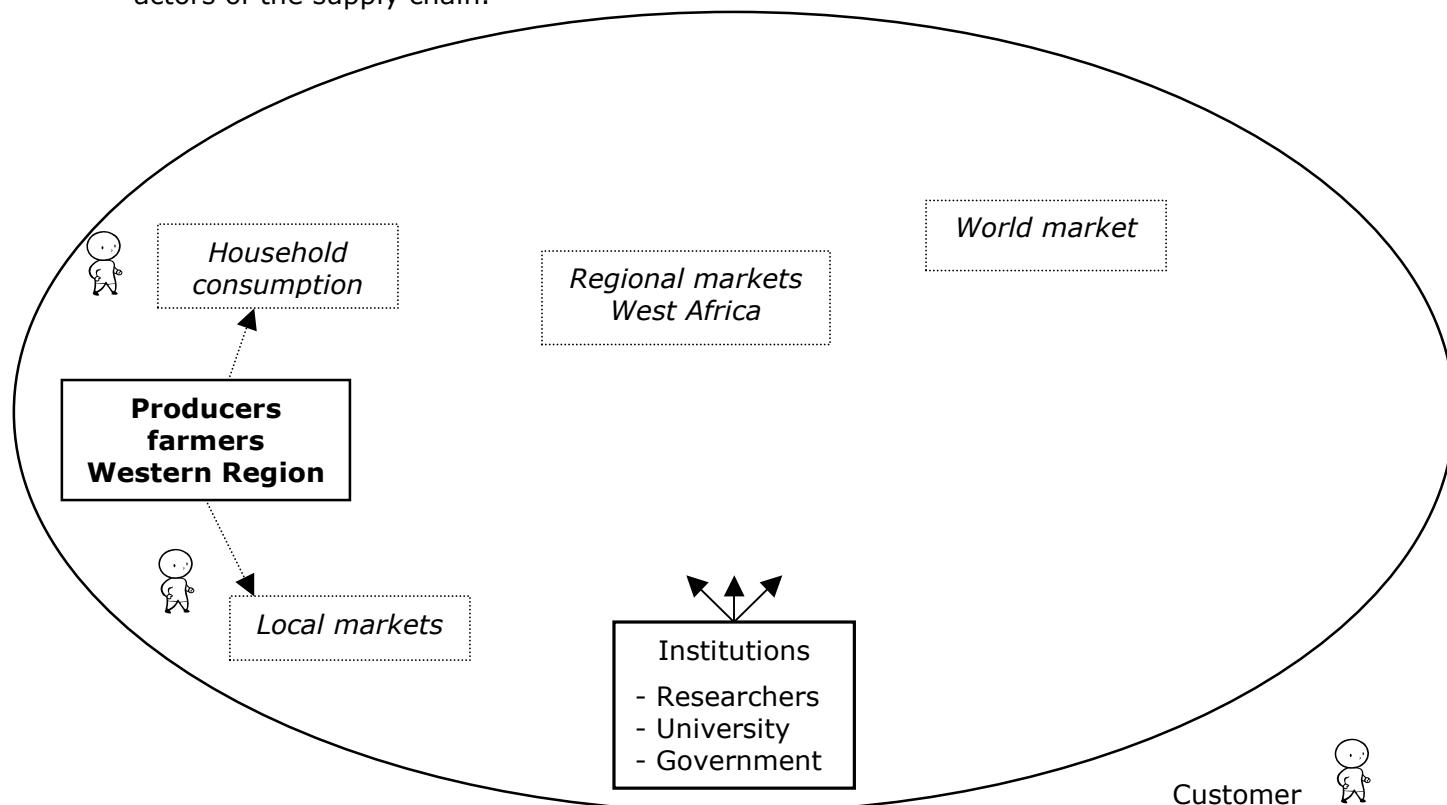 actors of the supply chain.
World market
Household
consumption
Regional markets
West Africa
Producers
farmers
Western Region
Local markets
Institutions
- Researchers
- University
- Government
Customer